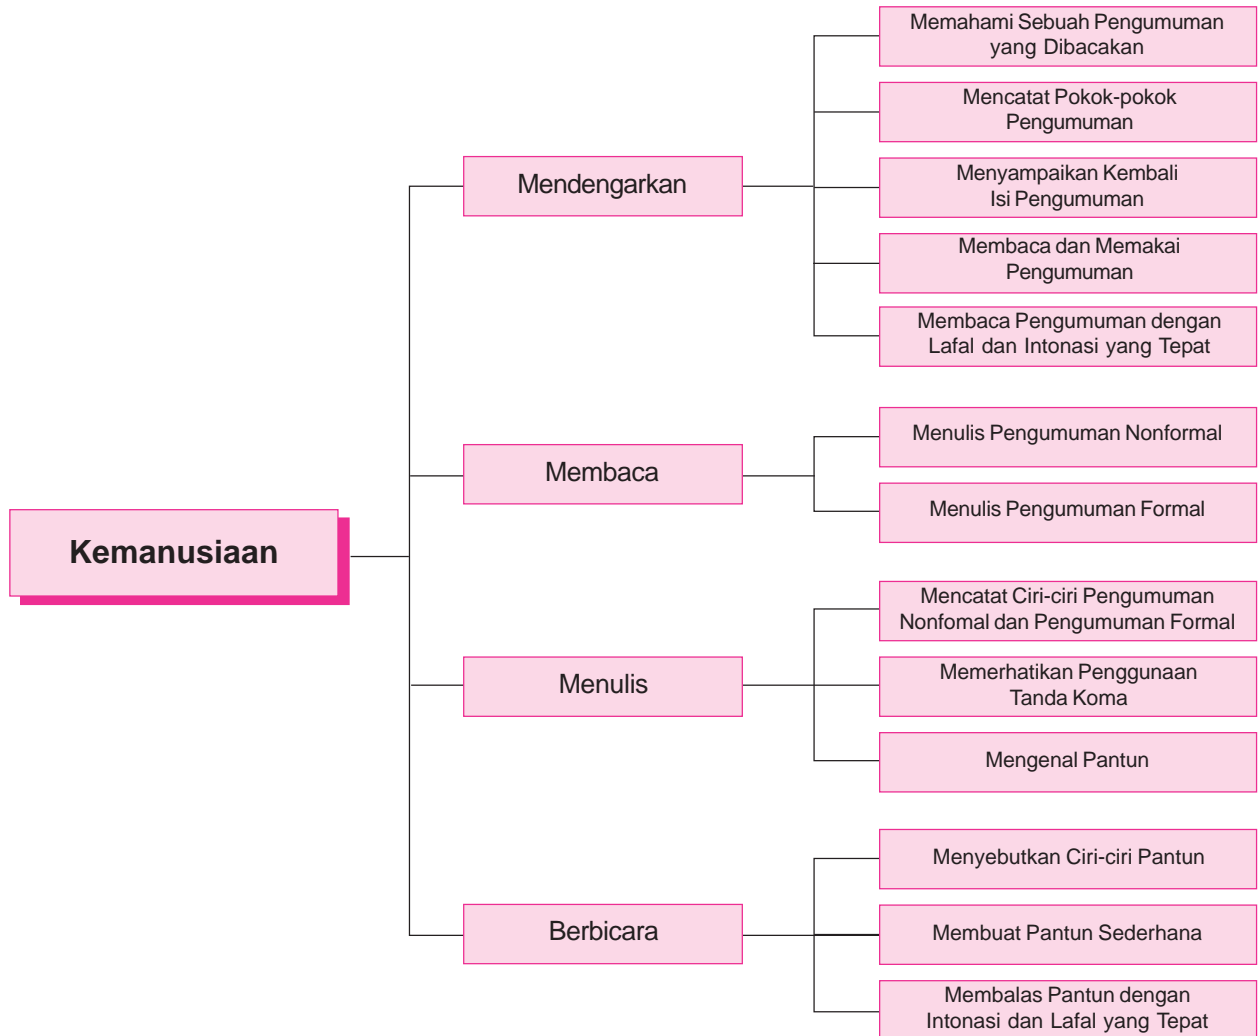 Kemanusiaan
Mendengarkan
Memahami Sebuah Pengumuman
yang Dibacakan
Mencatat Pokok-pokok
Pengumuman
Menyampaikan Kembali
Isi Pengumuman
Membaca dan Memakai
Pengumuman
Membaca Pengumuman dengan
Lafal dan Intonasi yang Tepat
Membaca
Menulis Pengumuman Nonformal
Menulis Pengumuman Formal
Menulis
Mencatat Ciri-ciri Pengumuman
Nonfomal dan Pengumuman Formal
Memerhatikan Penggunaan
Tanda Koma
Mengenal Pantun
Berbicara
Menyebutkan Ciri-ciri Pantun
Membuat Pantun Sederhana
Membalas Pantun dengan
Intonasi dan Lafal yang Tepat